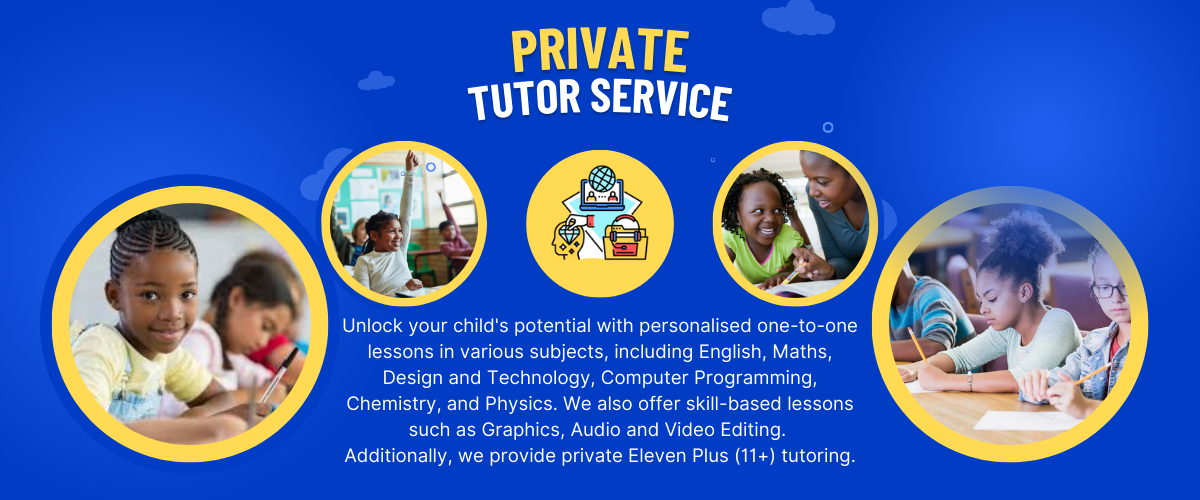 PRIVATE
TUTOR SERVICE
Unlock your child's potential with personalised one-to-one
lessons in various subjects, including English, Maths,
Design and Technology, Computer Programming,
Chemistry, and Physics. We also offer skill-based lessons
such as Graphics, Audio and Video Editing.
Additionally, we provide private Eleven Plus (11+) tutoring.